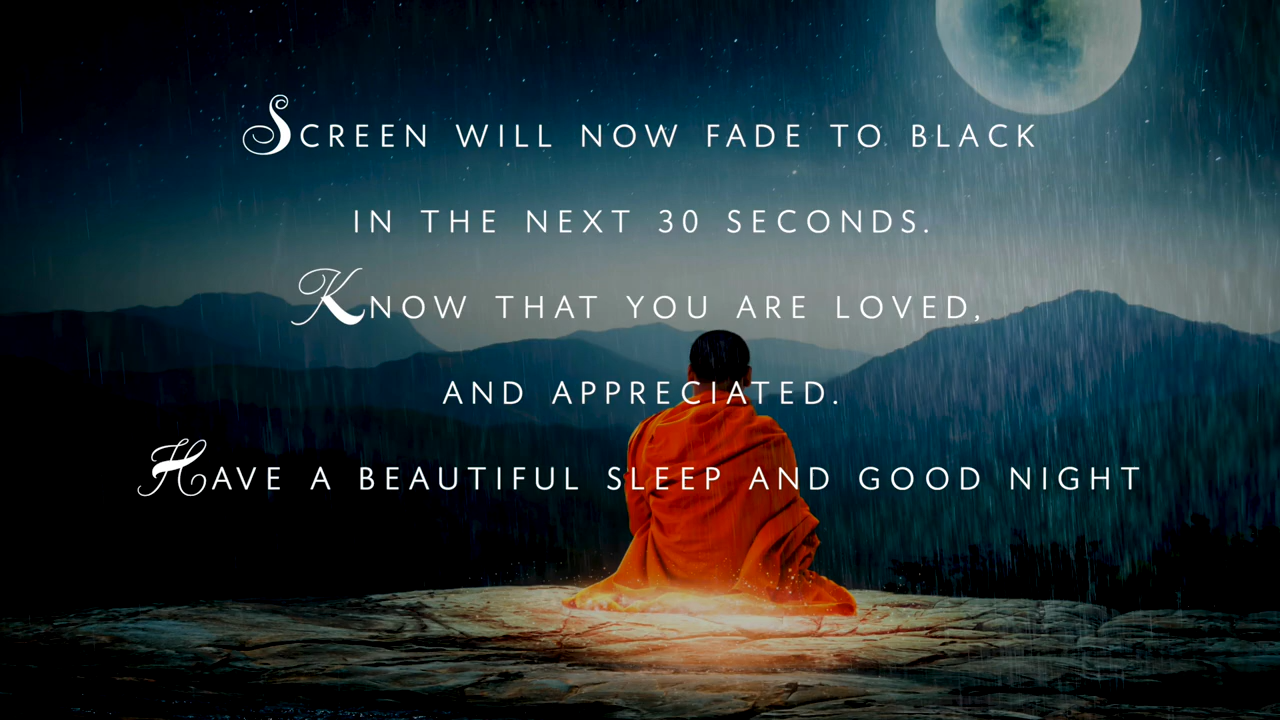 Screen will now fade to black
in the next 30 seconds.
Know that you are loved,
and appreciated.
Have a beautiful sleep and good night